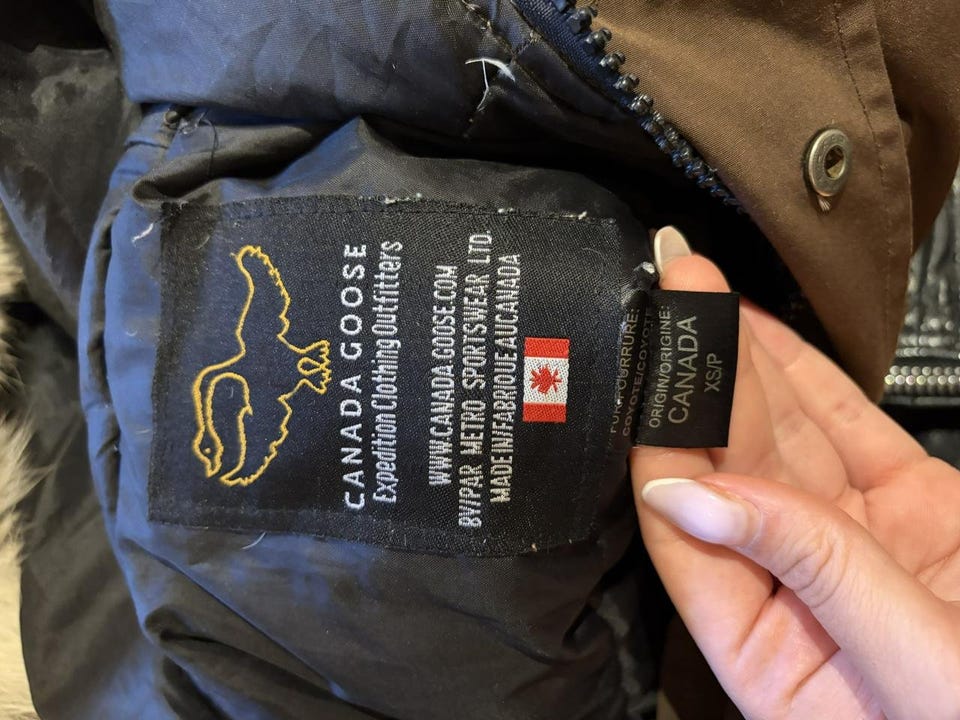 CANADA GOOSE
Expedition Clothing Outfitters
WWW.CANADA-GOOSE.COM
BY/PAR METRO SPORTSWEAR LTD.
MADE IN/FABRIQUE AU CANADA
FUR/FOURRURE:
COYOTE/COYOTE
ORIGIN/ORIGINE:
CANADA
XS/P